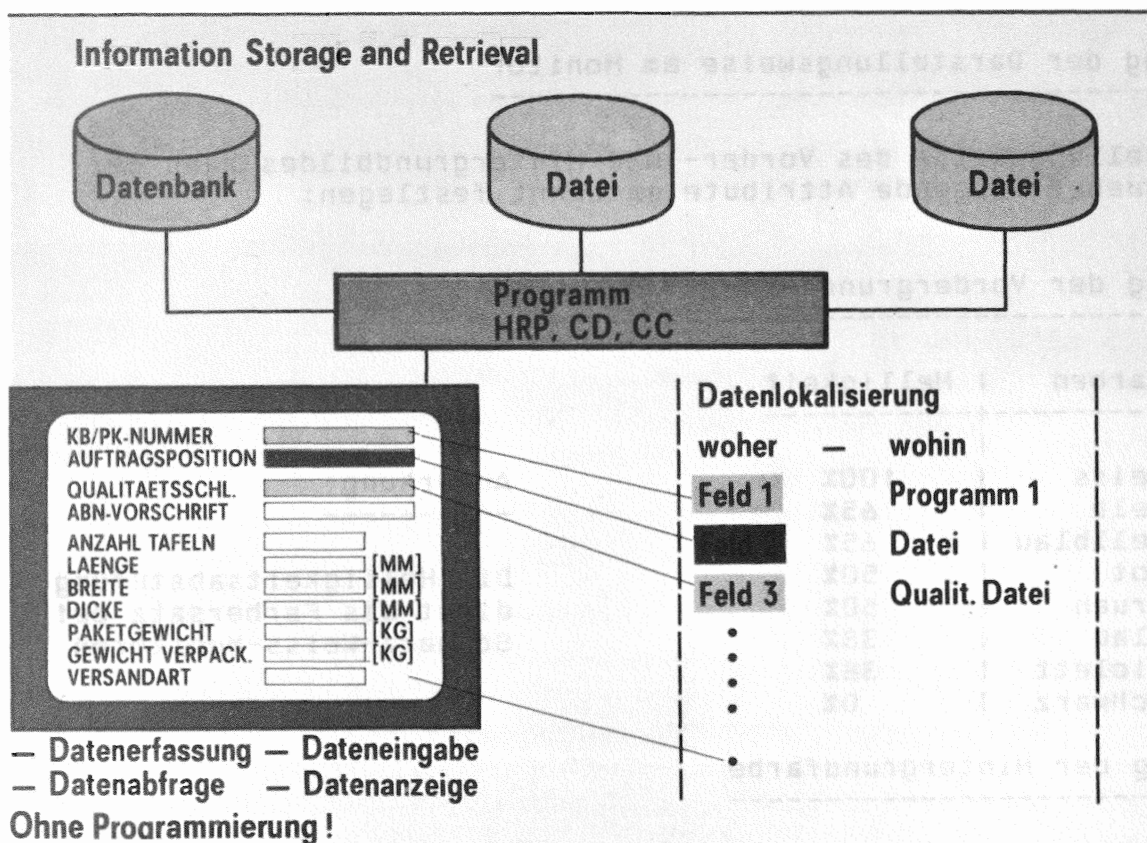 Information Storage and Retrieval
Datenbank
Datei
Datei
Programm
HRP, CD, CC
KB/PK-NUMMER
AUFTRAGSPOSITION
QUALITAETSSCHL.
ABN-VORSCHRIFT
ANZAHL TAFELN
LAENGE [MM]
BREITE [MM]
DICKE [MM]
PAKETGEWICHT [KG]
GEWICHT VERPACK. [KG]
VERSANDART
Datenlokalisierung
woher – wohin
Feld 1 Programm 1
Feld 2 Datei
Feld 3 Qualit. Datei
– Datenerfassung – Dateneingabe
– Datenabfrage – Datenanzeige
Ohne Programmierung!